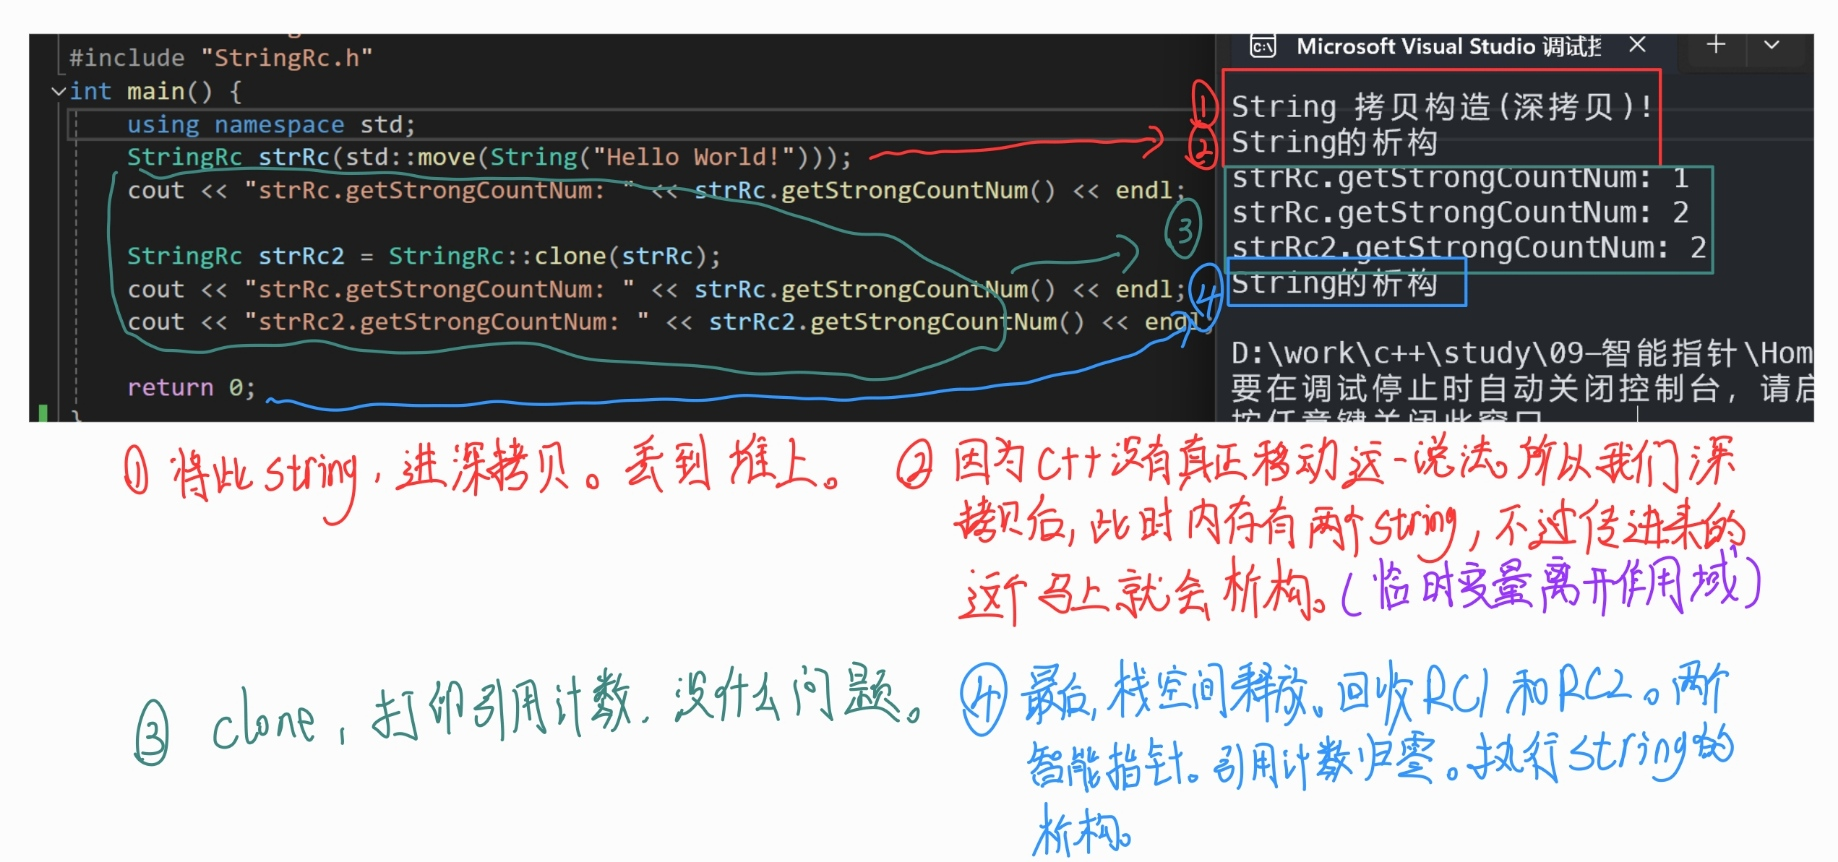 #include "StringRc.h"
int main() {
using namespace std;
StringRc strRc(std::move(String("Hello World!")));
cout << "strRc.getStrongCountNum: " << strRc.getStrongCountNum() << endl;
StringRc strRc2 = StringRc::clone(strRc);
cout << "strRc.getStrongCountNum: " << strRc.getStrongCountNum() << endl;
cout << "strRc2.getStrongCountNum: " << strRc2.getStrongCountNum() << endl;
return 0;
}
Microsoft Visual Studio 调试控
① String 拷贝构造(深拷贝)!
② String的析构
strRc.getStrongCountNum: 1
strRc.getStrongCountNum: 2
③ strRc2.getStrongCountNum: 2
④ String的析构
D:\work\c++\study\09-智能指针\Hom
要在调试停止时自动关闭控制台，请启
按任意键关闭此窗口
① 将此string，进深拷贝。丢到堆上。
② 因为C++没有真正移动这一说法。所以我们深
拷贝后，此时内存有两个string，不过传进来的
这个马上就会析构。(临时变量离开作用域)
③ clone，打印引用计数，没什么问题。
④ 最后，栈空间释放。回收RC1和RC2。两个
智能指针。引用计数归零。执行string的
析构。